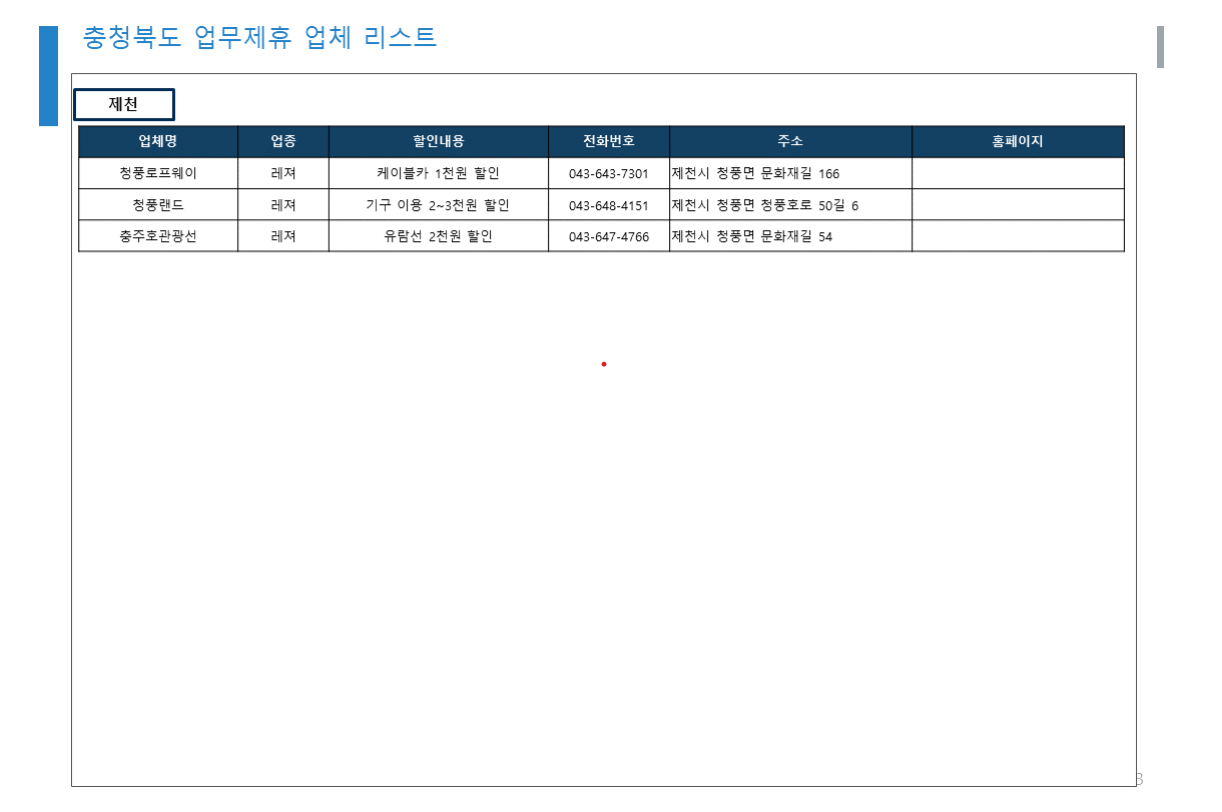 충청북도 업무제휴 업체 리스트
제천
업체명 업종 할인내용 전화번호 주소 홈페이지
청풍로프웨이 레져 케이블카 1천원 할인 043-643-7301 제천시 청풍면 문화재길 166
청풍랜드 레져 기구 이용 2~3천원 할인 043-648-4151 제천시 청풍면 청풍호로 50길 6
충주호관광선 레져 유람선 2천원 할인 043-647-4766 제천시 청풍면 문화재길 54
3